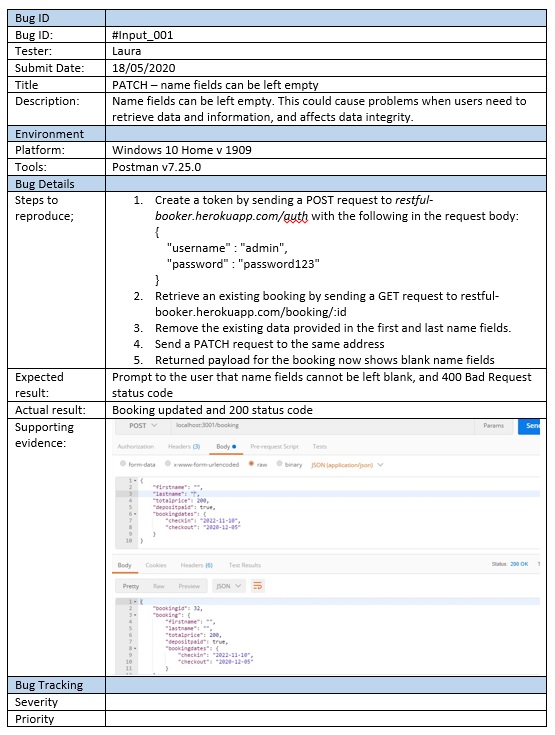 Bug ID
Bug ID: #Input_001
Tester: Laura
Submit Date: 18/05/2020
Title PATCH – name fields can be left empty
Description: Name fields can be left empty. This could cause problems when users need to
retrieve data and information, and affects data integrity.
Environment
Platform: Windows 10 Home v 1909
Tools: Postman v7.25.0
Bug Details
Steps to reproduce;
1. Create a token by sending a POST request to restful-
booker.herokuapp.com/auth with the following in the request body:
{
"username" : "admin",
"password" : "password123"
}
2. Retrieve an existing booking by sending a GET request to restful-
booker.herokuapp.com/booking/:id
3. Remove the existing data provided in the first and last name fields.
4. Send a PATCH request to the same address
5. Returned payload for the booking now shows blank name fields
Expected result: Prompt to the user that name fields cannot be left blank, and 400 Bad Request
status code
Actual result: Booking updated and 200 status code
Supporting evidence:
POST localhost:3001/booking Params Send
Authorization Headers (3) Body Pre-request Script Tests
form-data x-www-form-urlencoded raw binary JSON (application/json)
1 {
2 "firstname": "",
3 "lastname": "",
4 "totalprice": 200,
5 "depositpaid": true,
6 "bookingdates": {
7 "checkin": "2022-11-10",
8 "checkout": "2020-12-05"
9 }
10 }
Body Cookies Headers (6) Test Results Status: 200 OK
Pretty Raw Preview JSON
1 {
2 "bookingid": 32,
3 "booking": {
4 "firstname": "",
5 "lastname": "",
6 "totalprice": 200,
7 "depositpaid": true,
8 "bookingdates": {
9 "checkin": "2022-11-10",
10 "checkout": "2020-12-05"
11 }
Bug Tracking
Severity
Priority